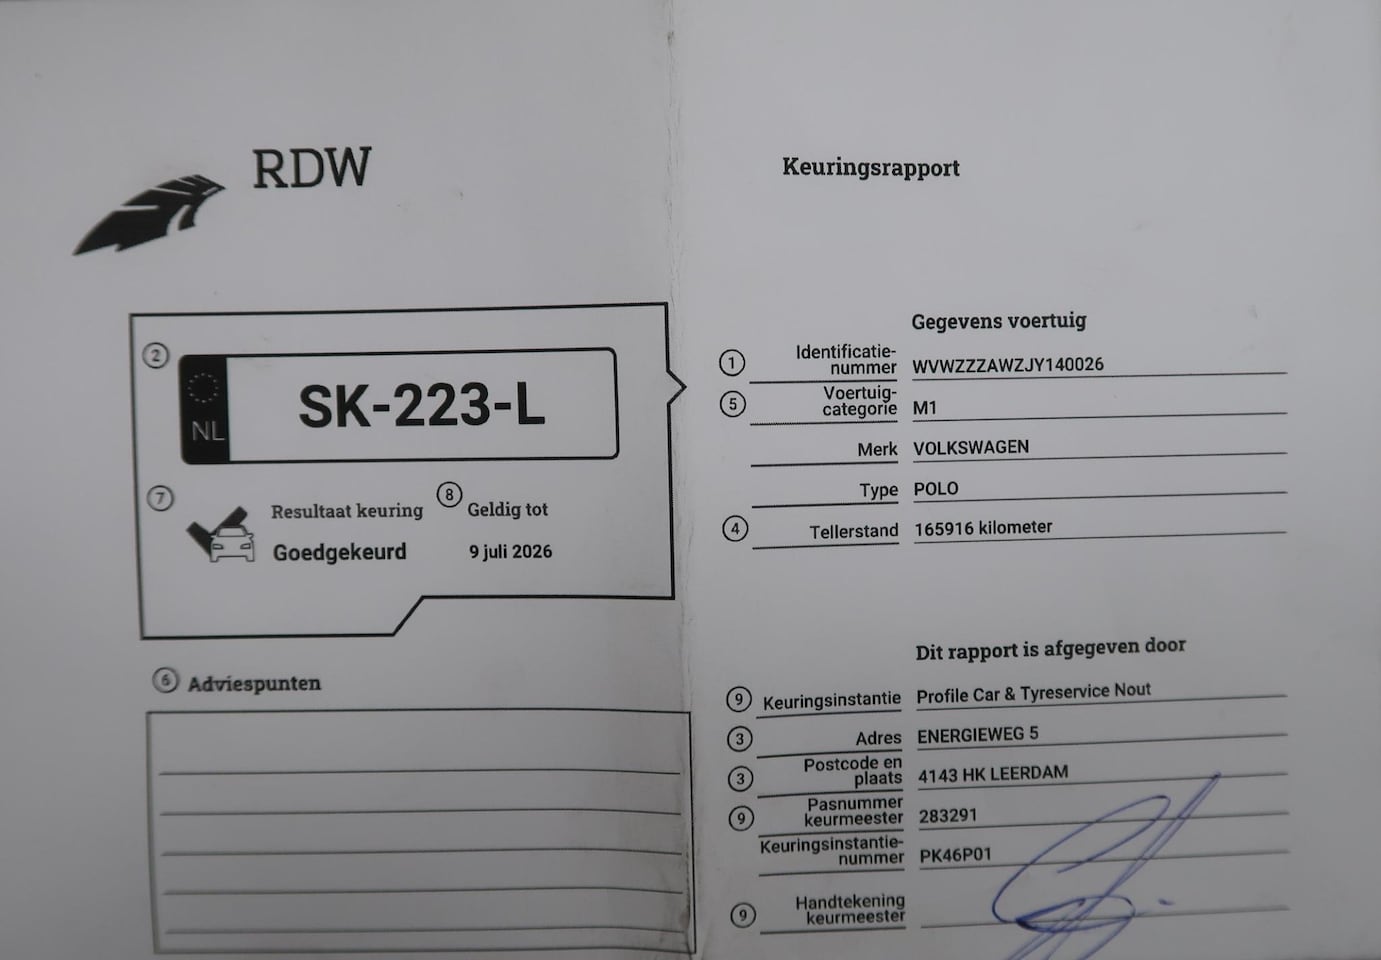 RDW
Keuringsrapport
2
NL
SK-223-L
7
Resultaat keuring
Goedgekeurd
8
Geldig tot
9 juli 2026
6 Adviespunten
Gegevens voertuig
1 Identificatie-
nummer WVWZZZAWZJY140026
5 Voertuig-
categorie M1
Merk VOLKSWAGEN
Type POLO
4 Tellerstand 165916 kilometer
Dit rapport is afgegeven door
9 Keuringsinstantie Profile Car & Tyreservice Nout
3 Adres ENERGIEWEG 5
3 Postcode en
plaats 4143 HK LEERDAM
9 Pasnummer
keurmeester 283291
Keuringsinstantie-
nummer PK46P01
9 Handtekening
keurmeester